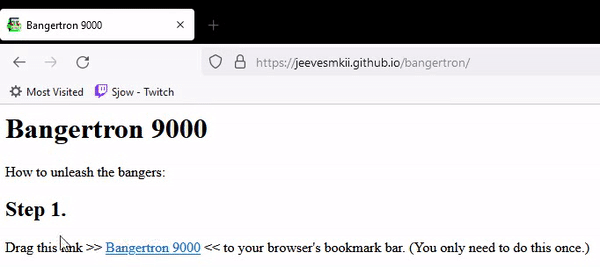 Bangertron 9000
https://jeevesmkii.github.io/bangertron/
Most Visited Sjow - Twitch
Bangertron 9000
How to unleash the bangers:
Step 1.
Drag this link >> Bangertron 9000 << to your browser's bookmark bar. (You only need to do this once.)